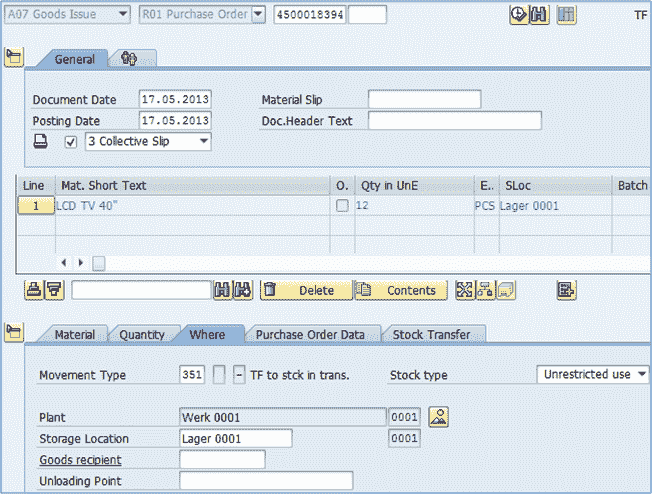 A07 Goods Issue R01 Purchase Order 4500018394 TF
General
Document Date 17.05.2013 Material Slip
Posting Date 17.05.2013 Doc.Header Text
3 Collective Slip
Line Mat. Short Text O. Qty in UnE E.. SLoc Batch
1 LCD TV 40" 12 PCS Lager 0001
Delete Contents
Material Quantity Where Purchase Order Data Stock Transfer
Movement Type 351 - TF to stck in trans. Stock type Unrestricted use
Plant Werk 0001 0001
Storage Location Lager 0001 0001
Goods recipient
Unloading Point